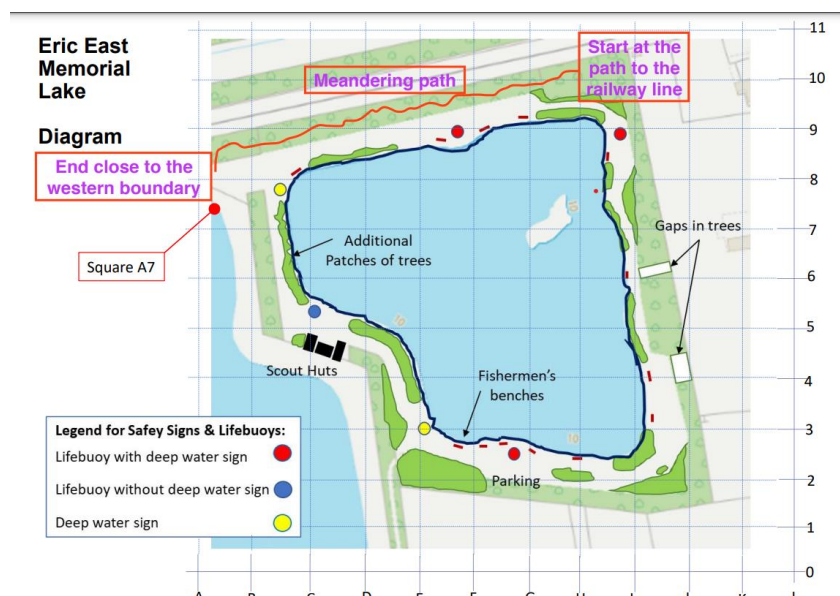 Eric East
Memorial
Lake
Diagram
Start at the
path to the
railway line
Meandering path
End close to the
western boundary
Square A7
Additional
Patches of trees
Gaps in trees
Scout Huts
Fishermen's
benches
Parking
Legend for Safey Signs & Lifebuoys:
Lifebuoy with deep water sign
Lifebuoy without deep water sign
Deep water sign
10
10
10
11
10
9
8
7
6
5
4
3
2
1
0